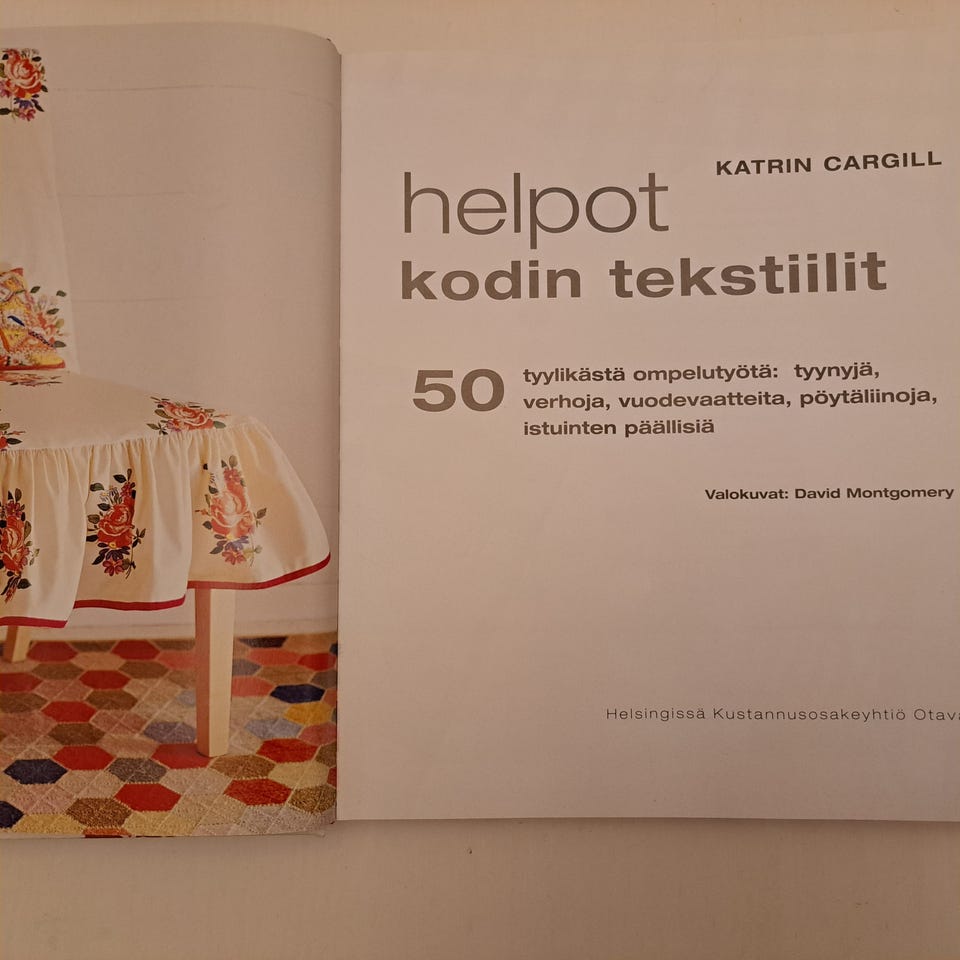 KATRIN CARGILL
helpot
kodin tekstiilit
50 tyylikästä ompelutyötä: tyynyjä,
verhoja, vuodevaatteita, pöytäliinoja,
istuinten päällisiä
Valokuvat: David Montgomery
Helsingissä Kustannusosakeyhtiö Otava